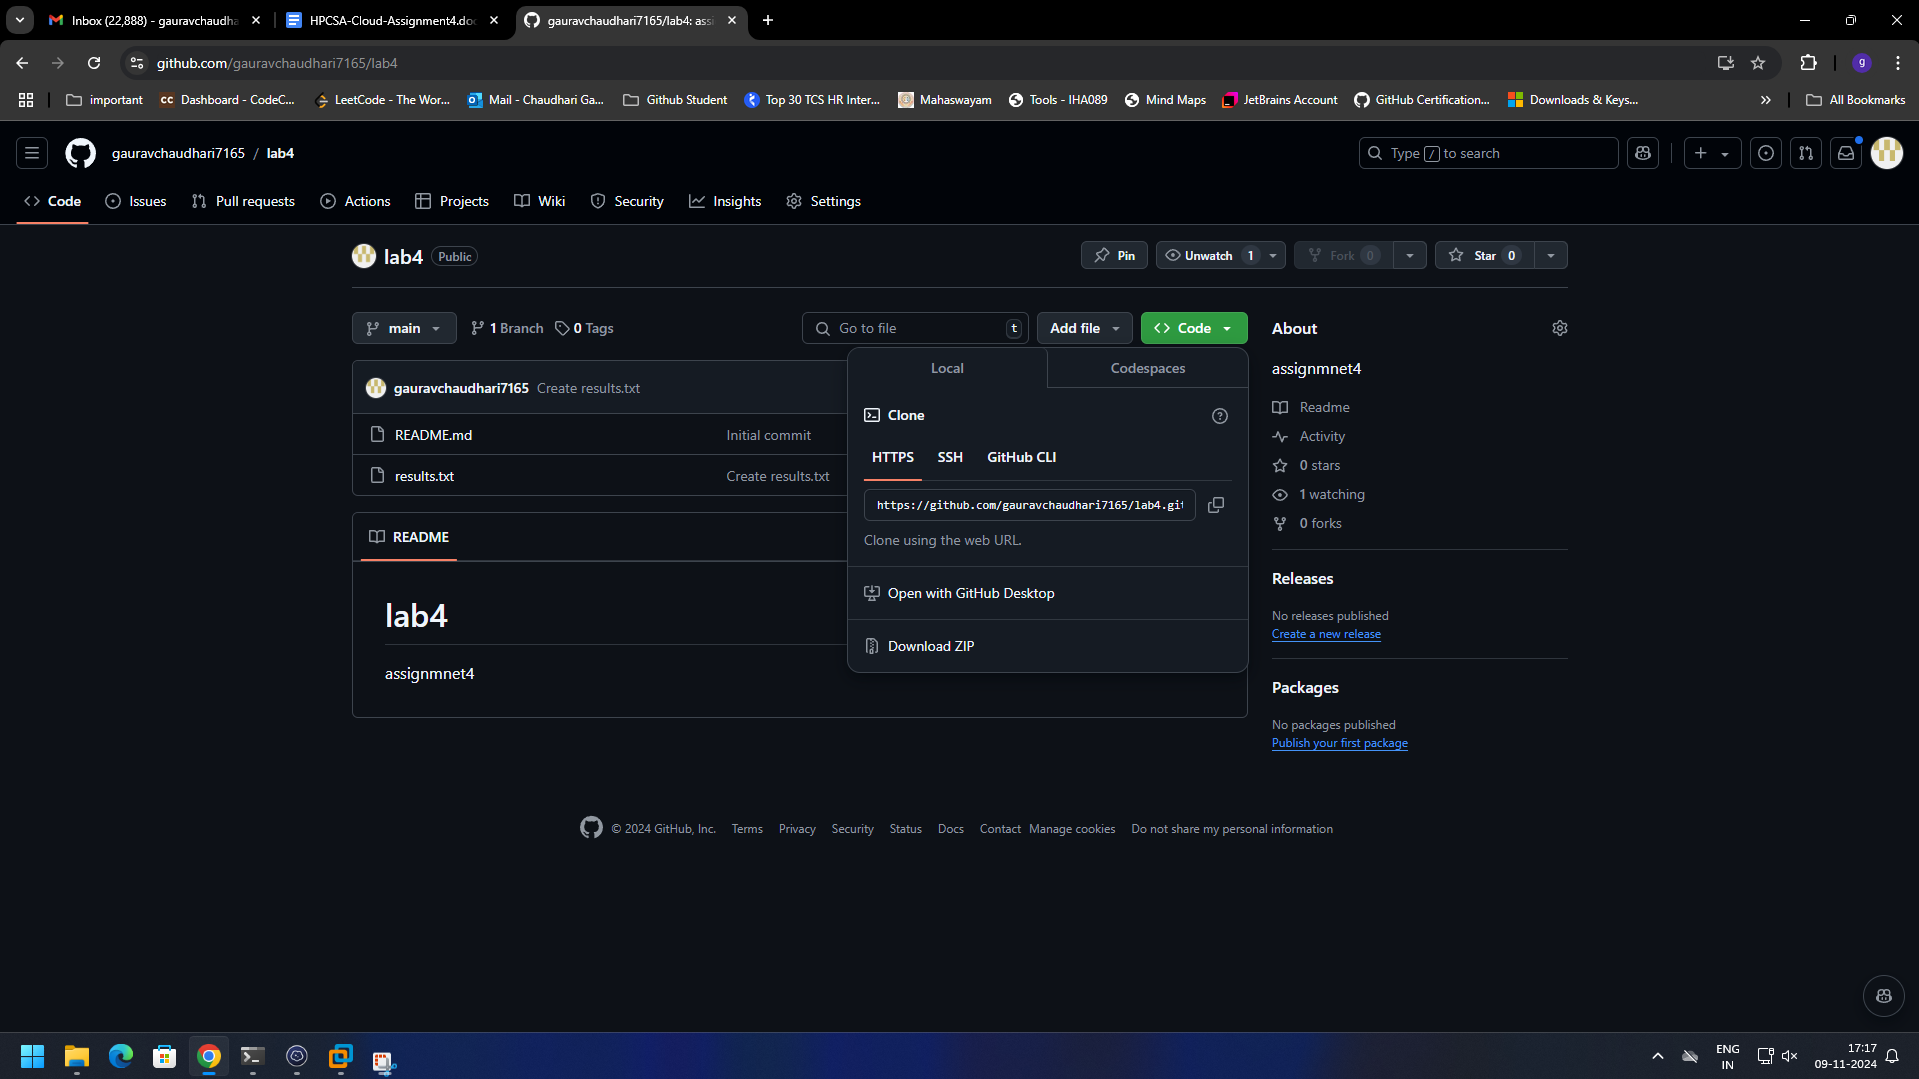 Inbox (22,888) - gauravchaudha
HPCSA-Cloud-Assignment4.doc
gauravchaudhari7165/lab4: assi
github.com/gauravchaudhari7165/lab4
g
important
CC Dashboard - CodeC...
LeetCode - The Wor...
Mail - Chaudhari Ga...
Github Student
Top 30 TCS HR Inter...
Mahaswayam
Tools - IHA089
Mind Maps
JetBrains Account
GitHub Certification...
Downloads & Keys...
All Bookmarks
gauravchaudhari7165 / lab4
Type / to search
Code
Issues
Pull requests
Actions
Projects
Wiki
Security
Insights
Settings
lab4 Public
Pin
Unwatch 1
Fork 0
Star 0
main
1 Branch
0 Tags
Go to file t
Add file
Code
gauravchaudhari7165 Create results.txt
README.md Initial commit
results.txt Create results.txt
README
lab4
assignmnet4
Local
Codespaces
Clone
HTTPS SSH GitHub CLI
https://github.com/gauravchaudhari7165/lab4.git
Clone using the web URL.
Open with GitHub Desktop
Download ZIP
About
assignmnet4
Readme
Activity
0 stars
1 watching
0 forks
Releases
No releases published
Create a new release
Packages
No packages published
Publish your first package
© 2024 GitHub, Inc. Terms Privacy Security Status Docs Contact Manage cookies Do not share my personal information
ENG
IN
17:17
09-11-2024